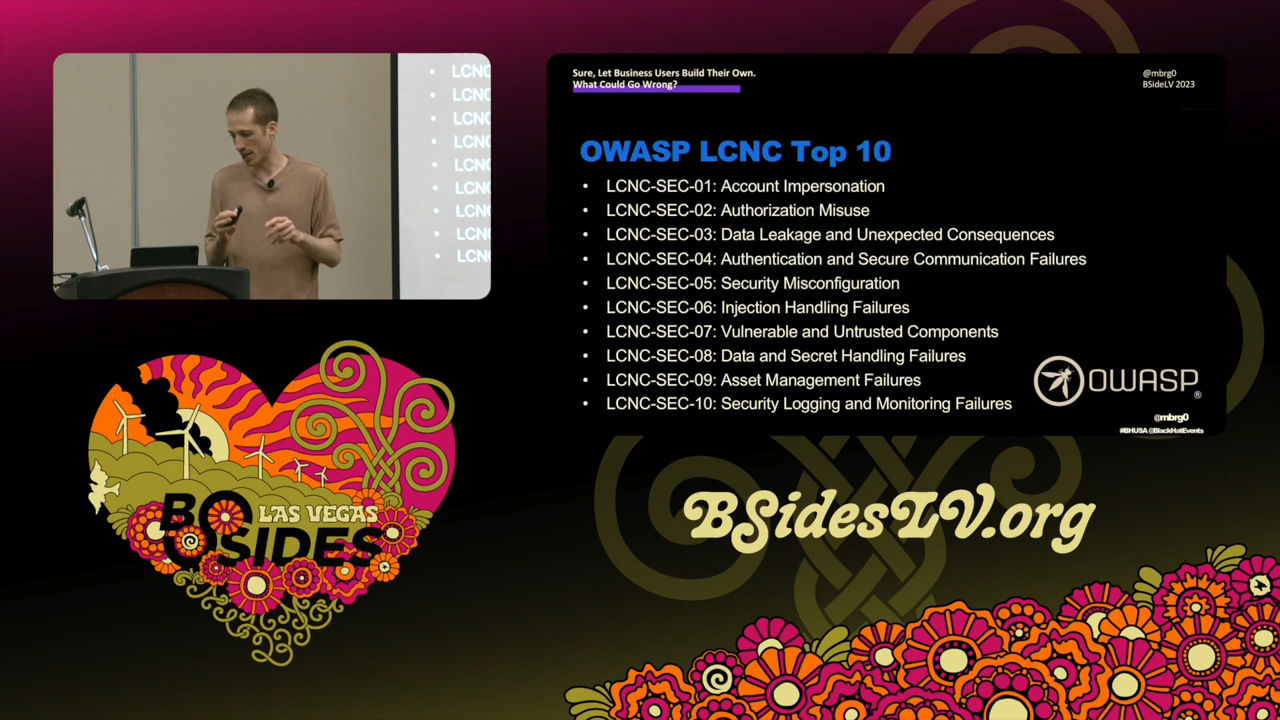 LCNC
LCNC
LCNC
LCNC
LCNC
LCNC
LCNC
LCNC
LCNC
Sure, Let Business Users Build Their Own.
What Could Go Wrong?
@mbrg0
BSideLV 2023
OWASP LCNC Top 10
• LCNC-SEC-01: Account Impersonation
• LCNC-SEC-02: Authorization Misuse
• LCNC-SEC-03: Data Leakage and Unexpected Consequences
• LCNC-SEC-04: Authentication and Secure Communication Failures
• LCNC-SEC-05: Security Misconfiguration
• LCNC-SEC-06: Injection Handling Failures
• LCNC-SEC-07: Vulnerable and Untrusted Components
• LCNC-SEC-08: Data and Secret Handling Failures
• LCNC-SEC-09: Asset Management Failures
• LCNC-SEC-10: Security Logging and Monitoring Failures
OWASP®
@mbrg0
#BHUSA @BlackHatEvents
LAS VEGAS
BSIDES
23
BSidesLV.org